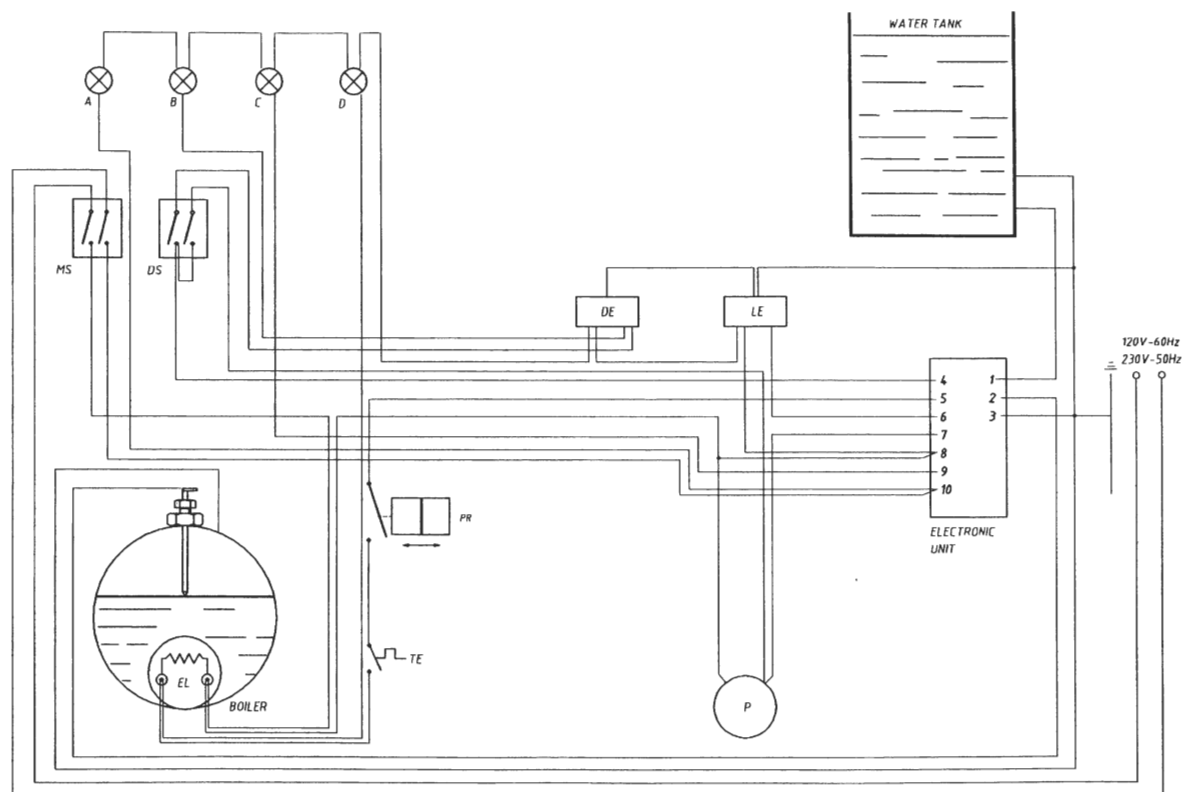 WATER TANK
A
B
C
D
MS
DS
DE
LE
120V-60Hz
230V-50Hz
4 1
5 2
6 3
7
8
9
10
ELECTRONIC
UNIT
PR
TE
EL
BOILER
P